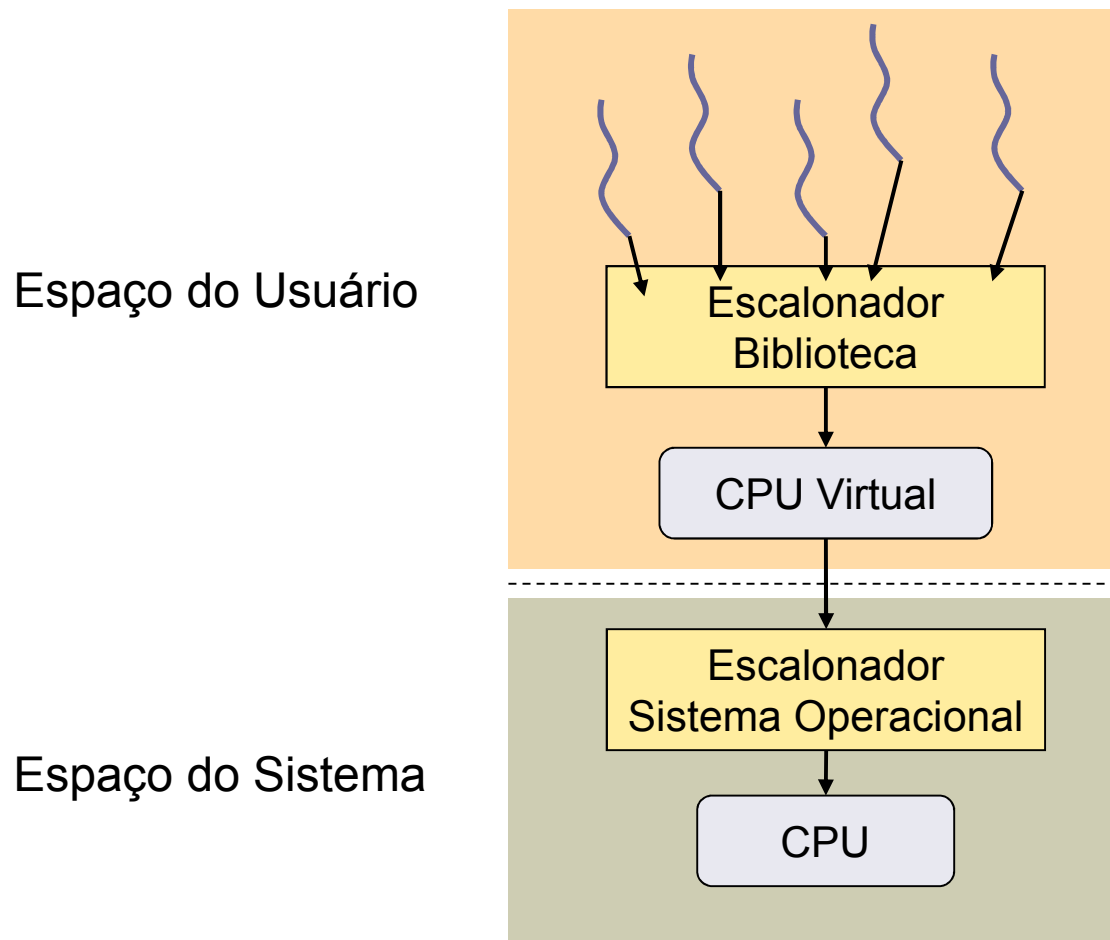 Espaço do Usuário
Escalonador
Biblioteca
CPU Virtual
Escalonador
Sistema Operacional
Espaço do Sistema
CPU